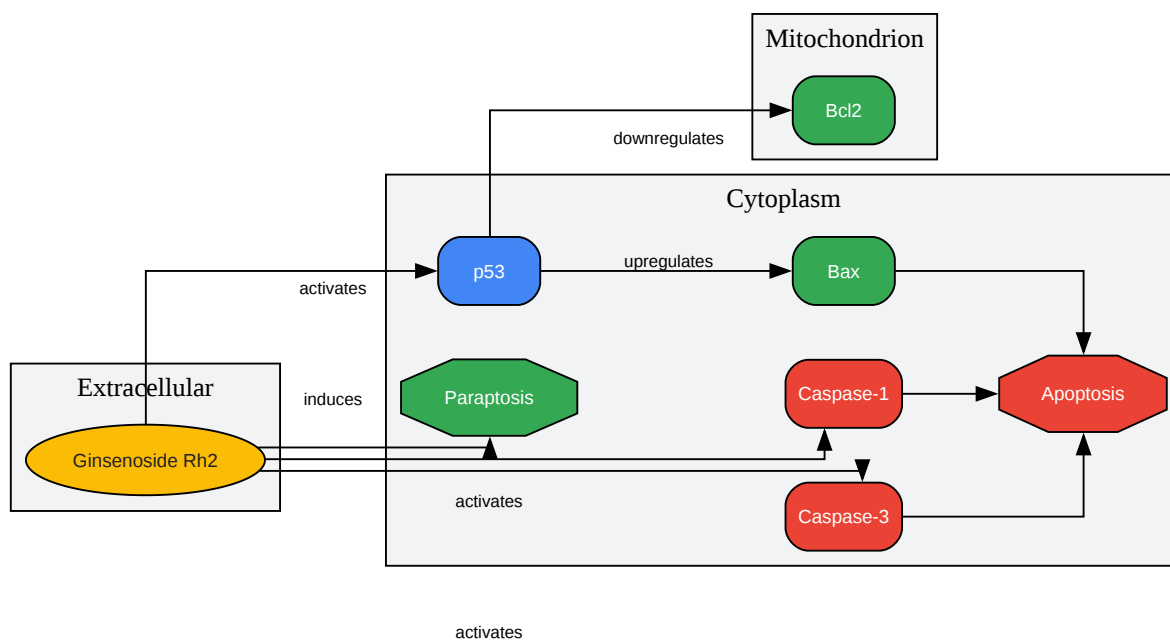 Mitochondrion
Bcl2
downregulates
Cytoplasm
p53
upregulates
Bax
activates
Extracellular
Paraptosis
Caspase-1
Apoptosis
induces
Ginsenoside Rh2
activates
Caspase-3
activates